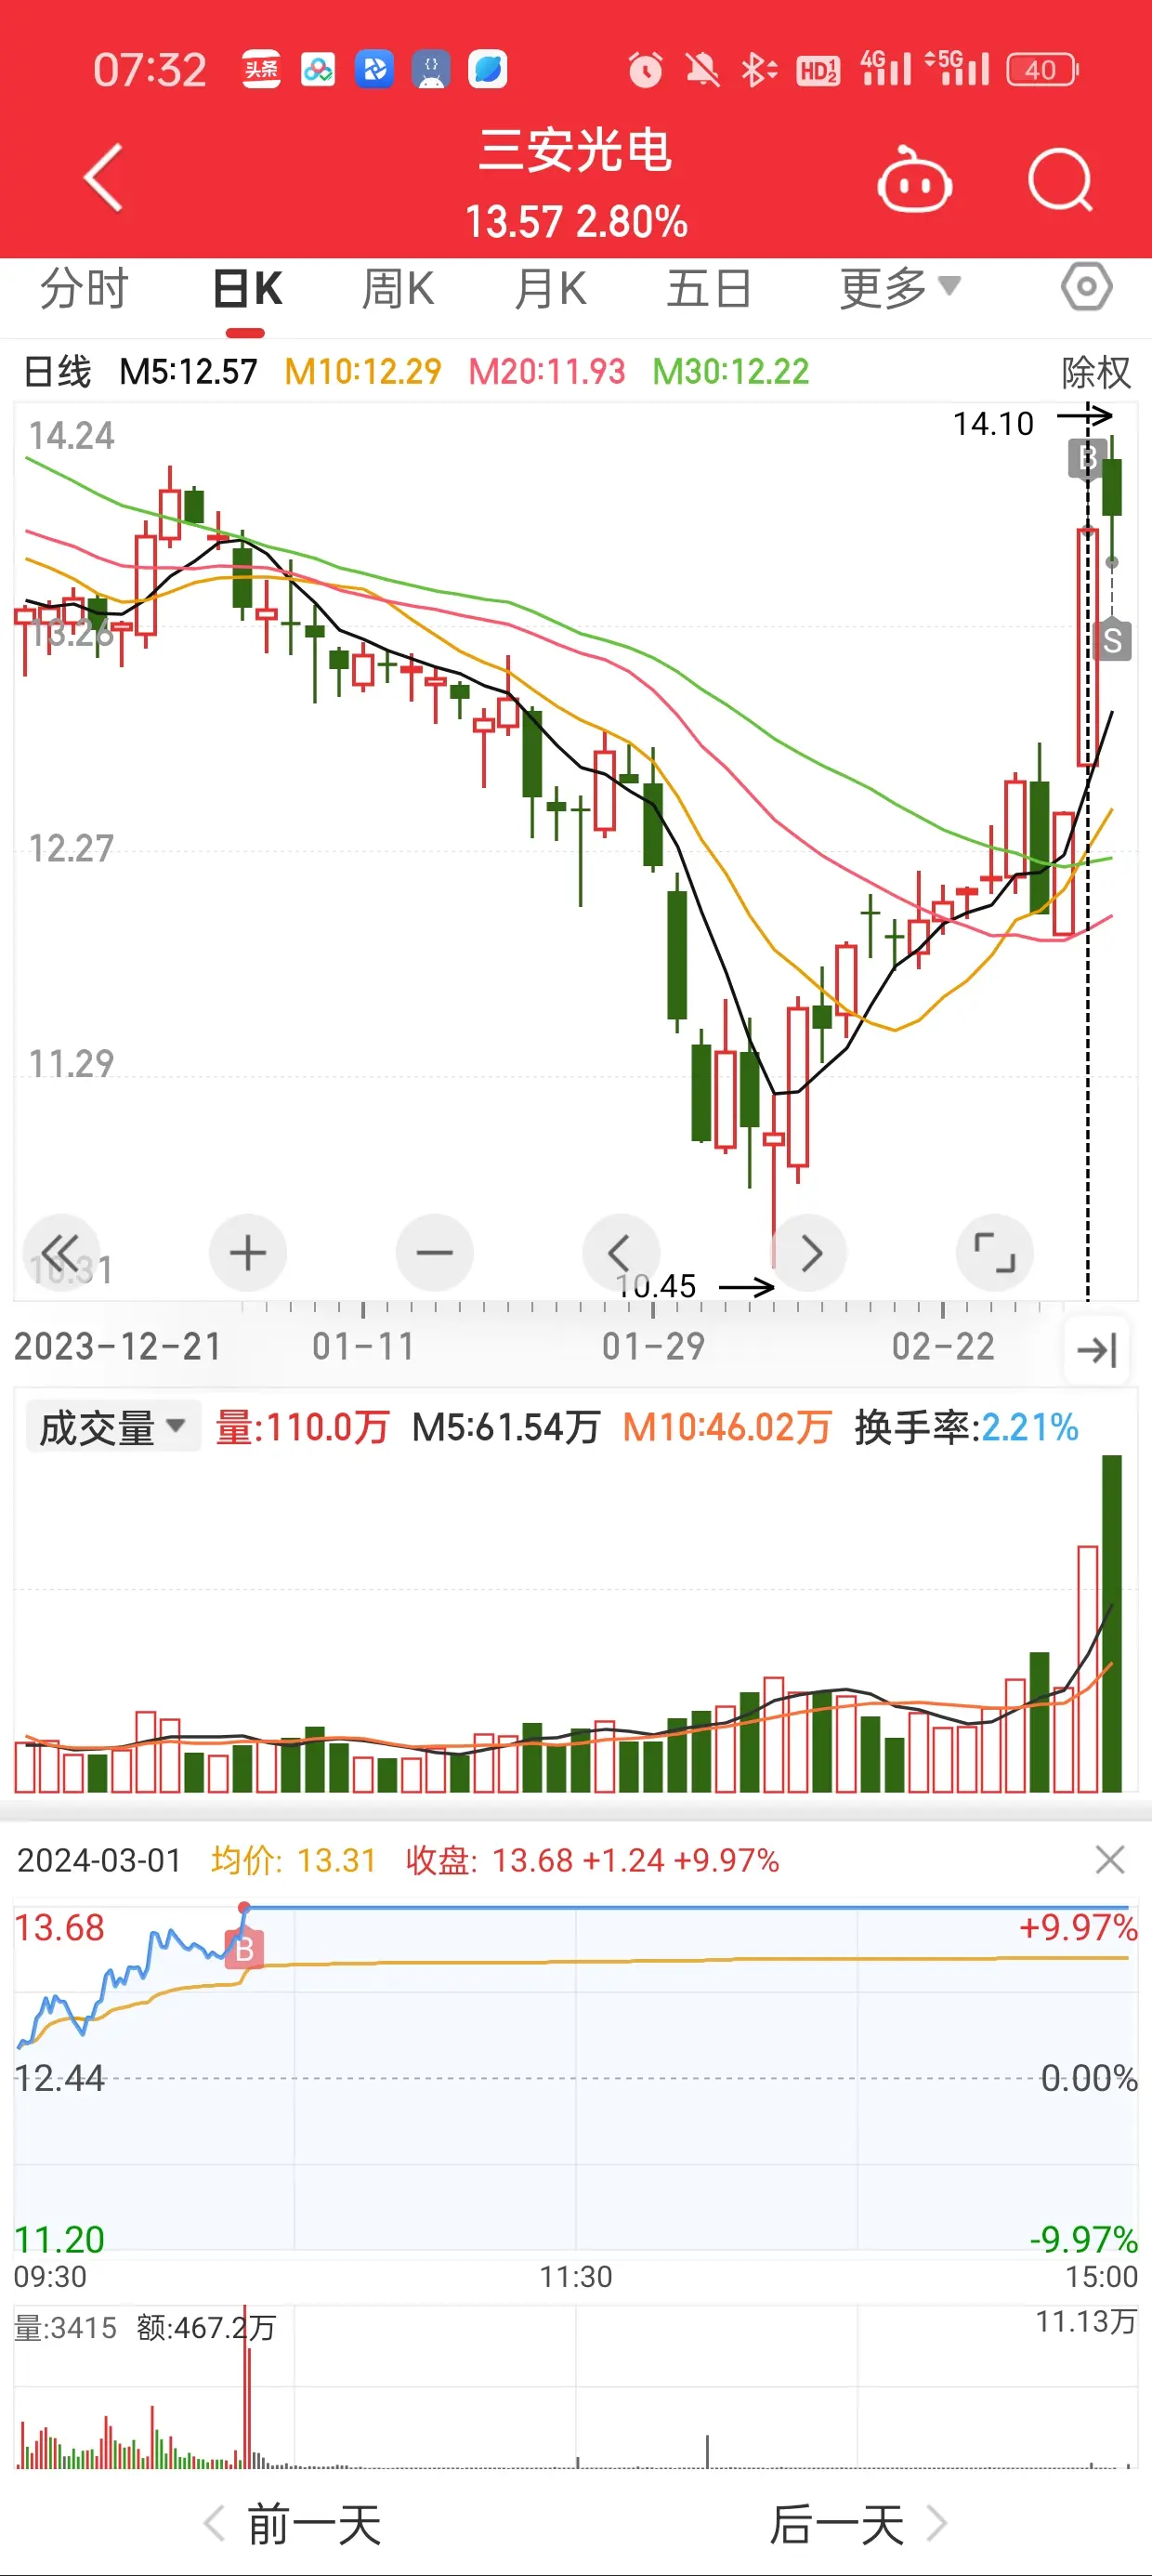 07:32 头条 HD 1 2 4G 5G 40
三安光电
13.57 2.80%
分时 日K 周K 月K 五日 更多
日线 M5:12.57 M10:12.29 M20:11.93 M30:12.22 除权
14.10
14.24
B
13.26
S
12.27
11.29
10.31
10.45
2023-12-21 01-11 01-29 02-22
成交量 量:110.0万 M5:61.54万 M10:46.02万 换手率:2.21%
2024-03-01 均价: 13.31 收盘: 13.68 +1.24 +9.97%
13.68 +9.97%
B
12.44 0.00%
11.20 -9.97%
09:30 11:30 15:00
量:3415 额:467.2万 11.13万
前一天 后一天